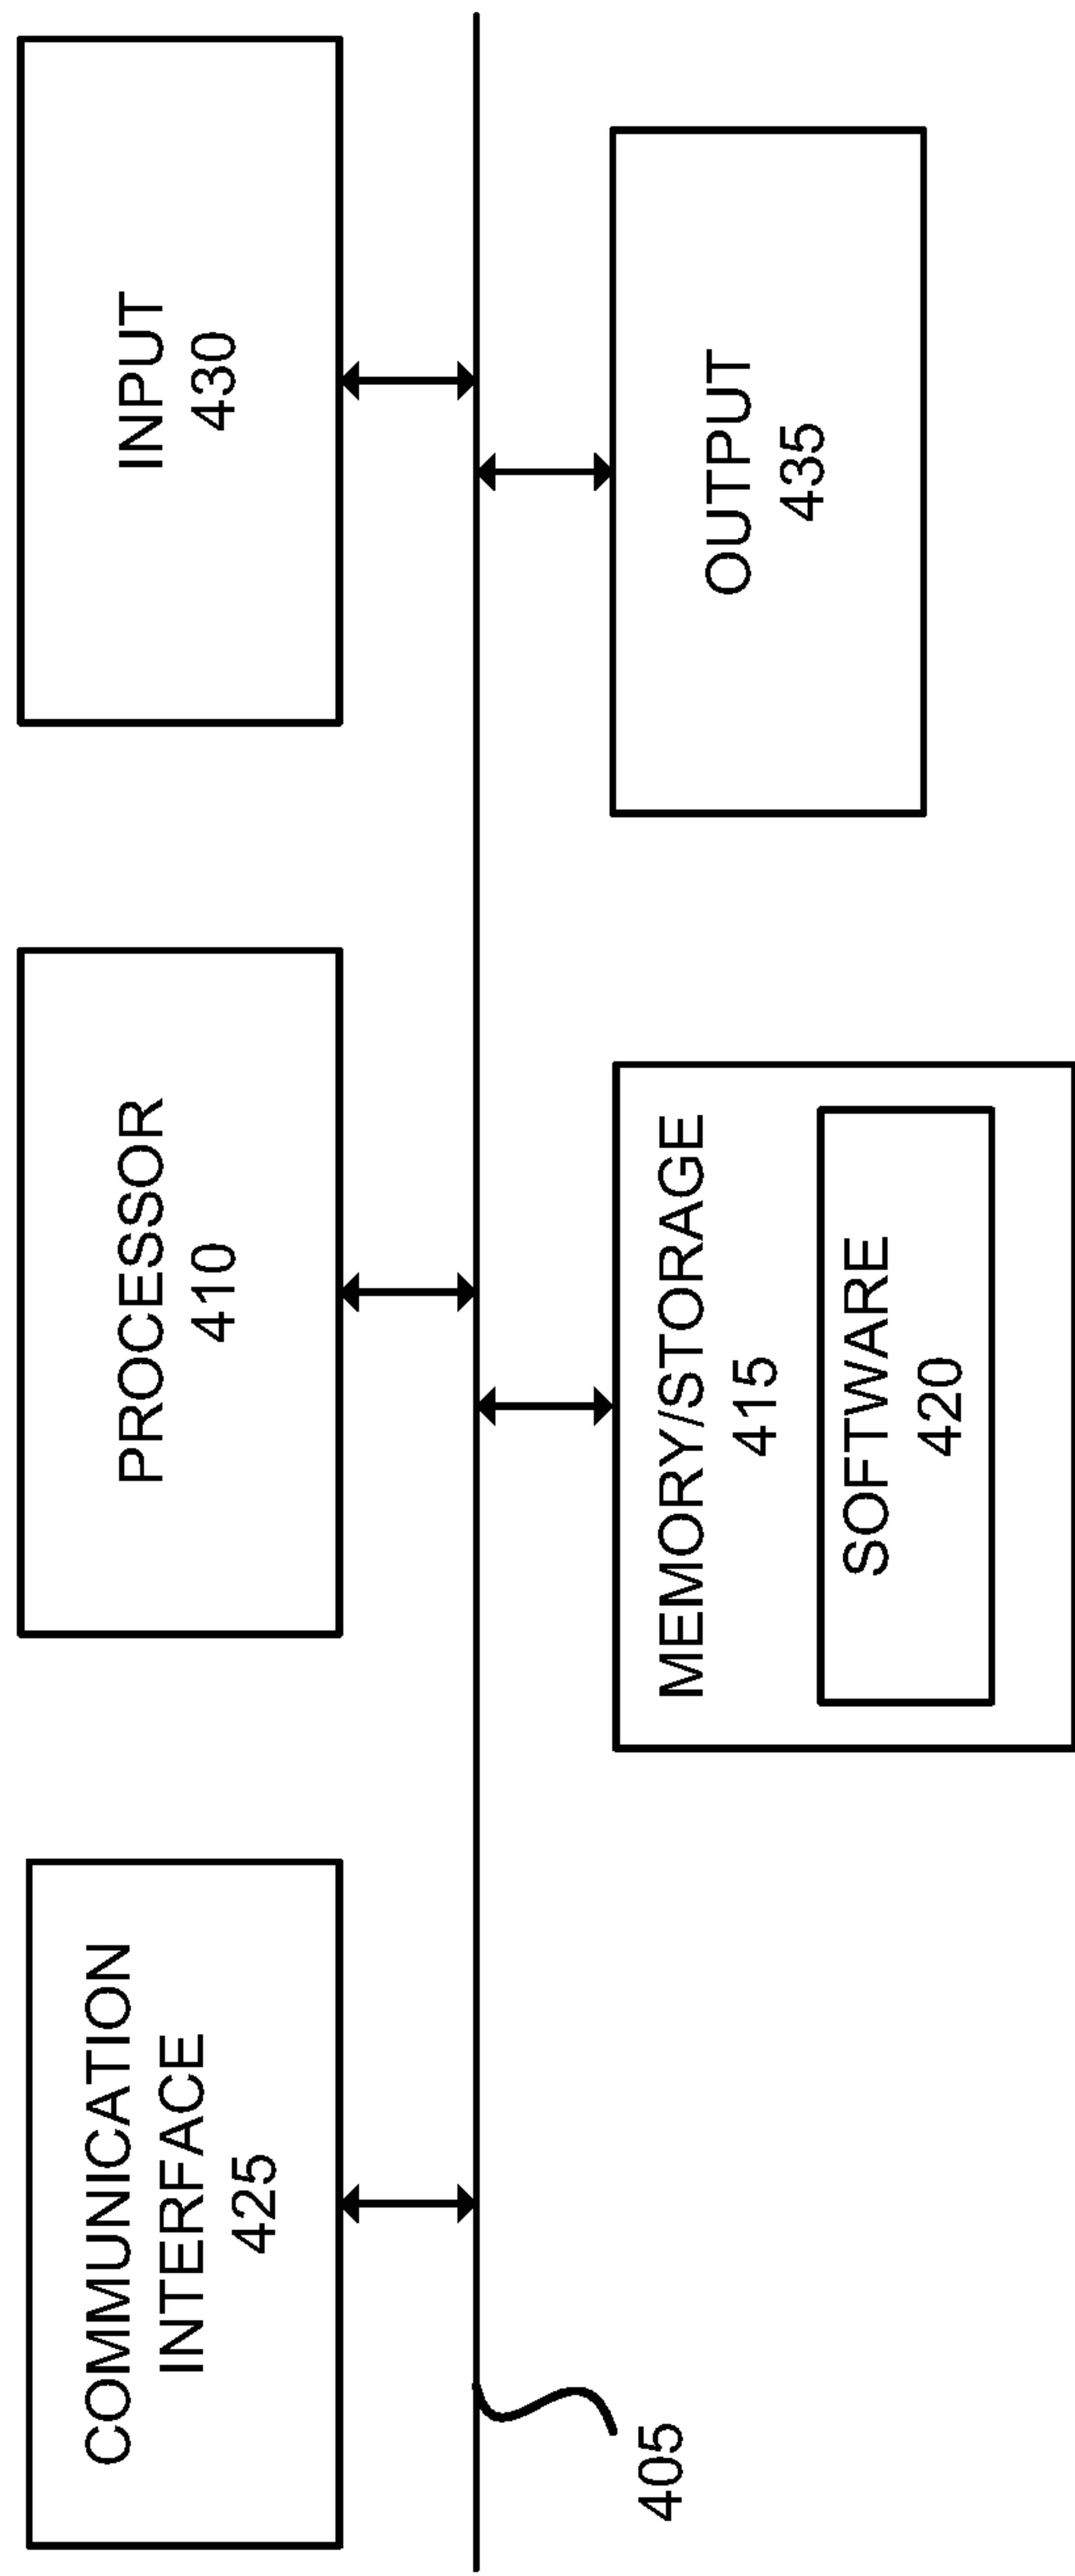 COMMUNICATION
INTERFACE
425
PROCESSOR
410
INPUT
430
405
MEMORY/STORAGE
415
SOFTWARE
420
OUTPUT
435